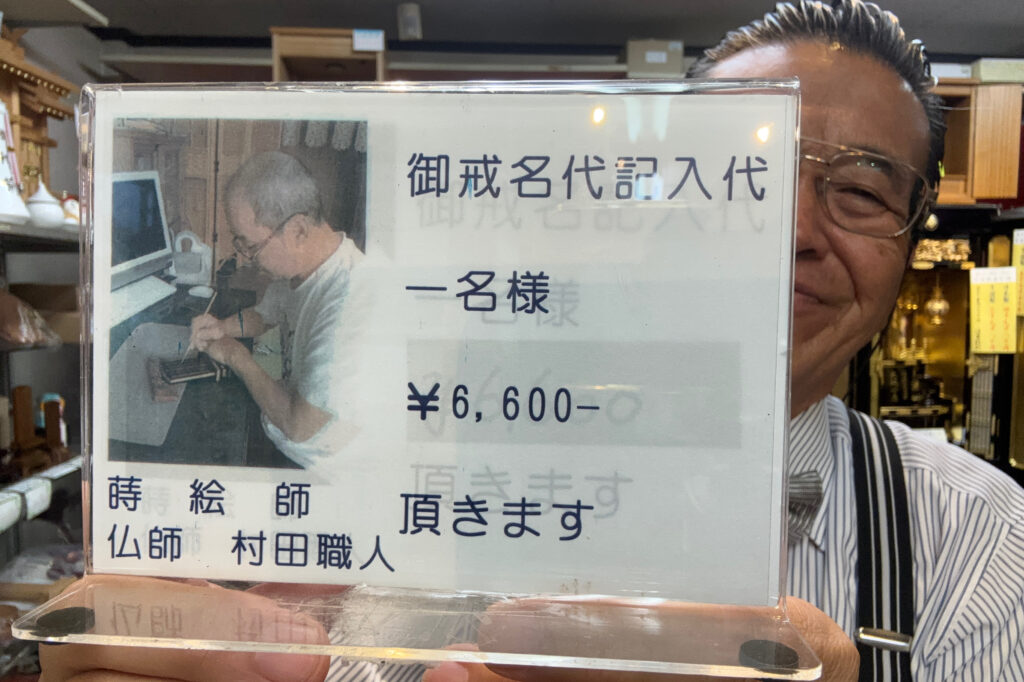 御戒名代記入代
一名様
¥6,600−
頂きます
蒔絵師
仏師 村田職人